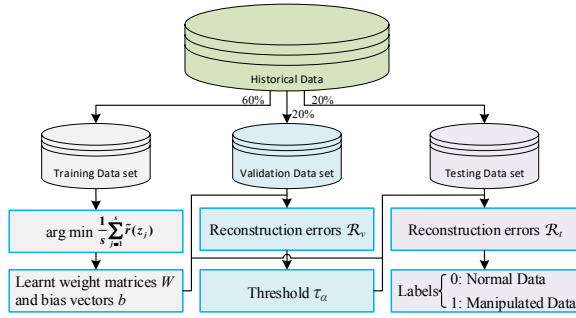 Historical Data
60%
20%
20%
Training Data set
Validation Data set
Testing Data set
arg min 1/s ∑_{j=1}^{s} r̃(z_j)
Reconstruction errors ℛ_v
Reconstruction errors ℛ_t
Learnt weight matrices W
and bias vectors b
Threshold τ_α
Labels { 0: Normal Data
1: Manipulated Data